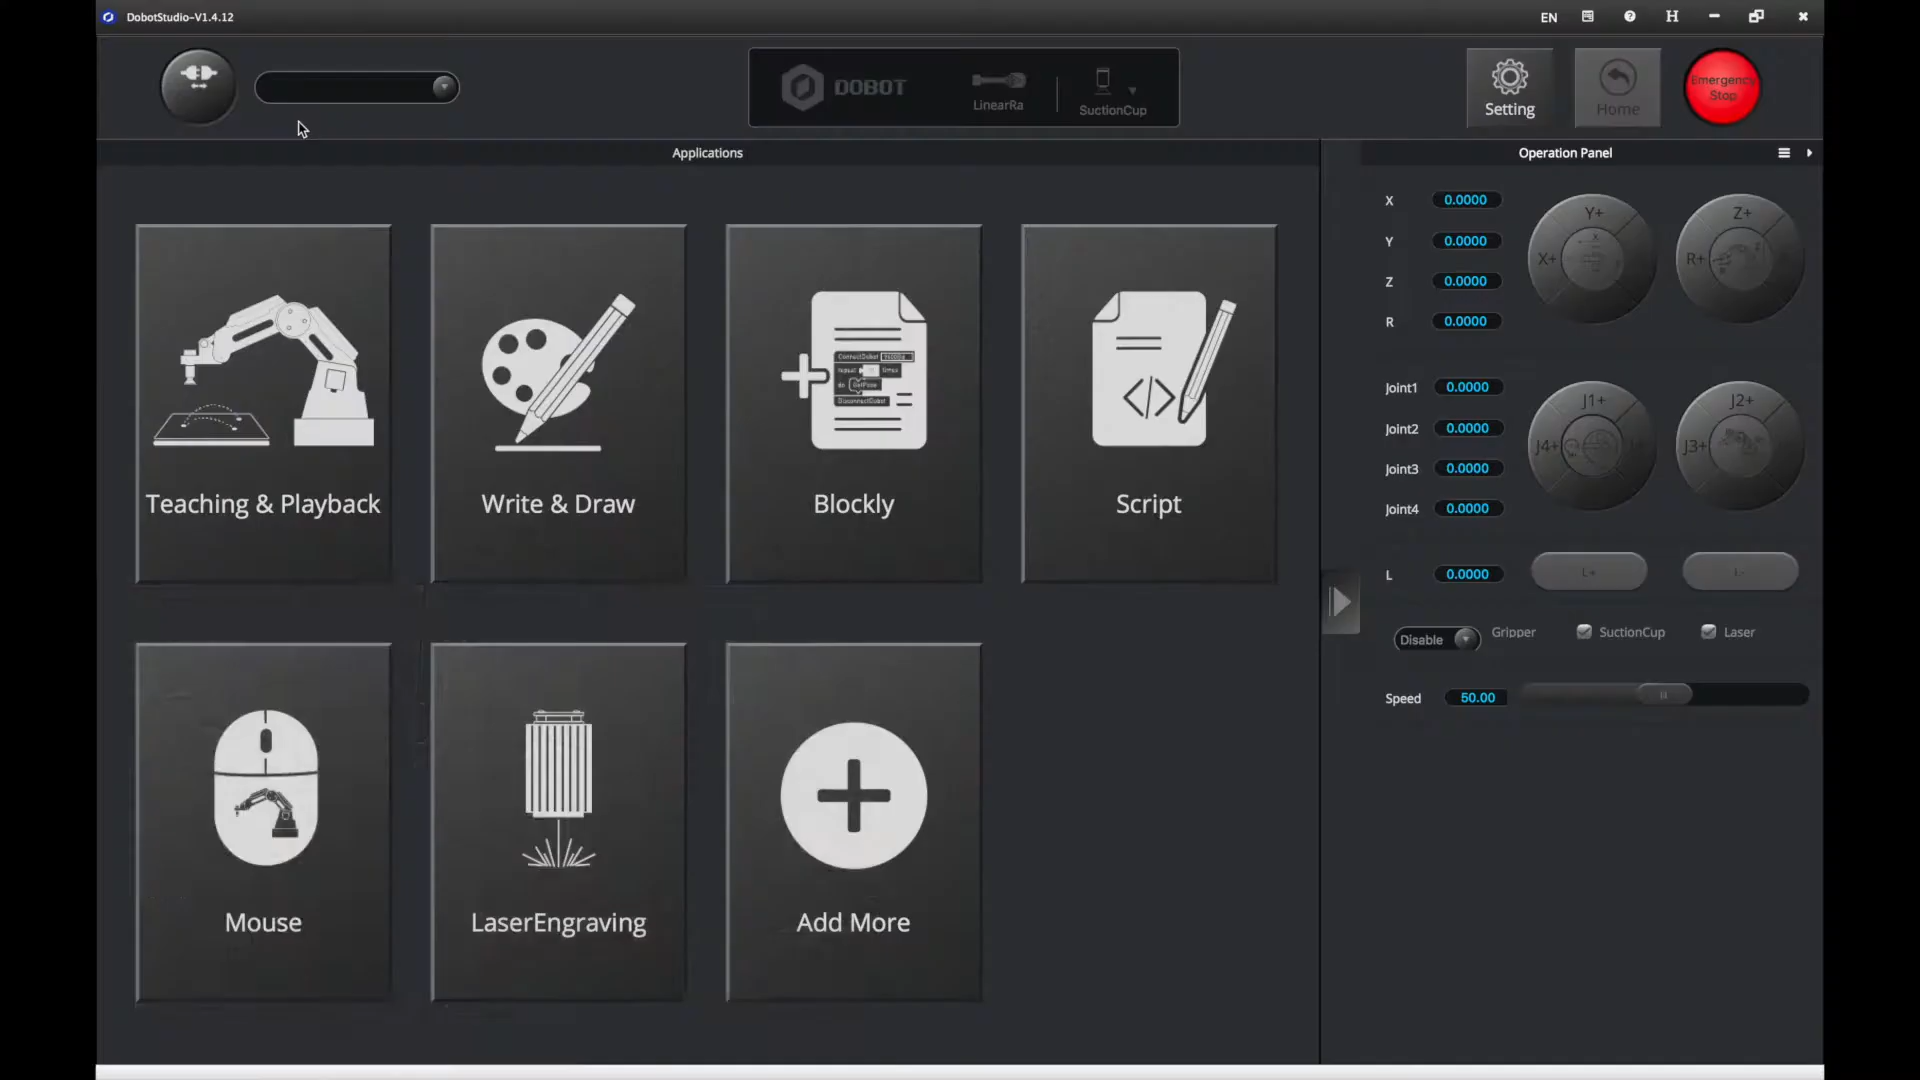 DobotStudio-V1.4.12
EN
H
DOBOT
LinearRa
SuctionCup
Setting
Home
Emergency
Stop
Applications
Operation Panel
Teaching & Playback
Write & Draw
Blockly
Script
Mouse
LaserEngraving
Add More
X 0.0000
Y 0.0000
Z 0.0000
R 0.0000
Y+
X+
Z+
R+
Joint1 0.0000
Joint2 0.0000
Joint3 0.0000
Joint4 0.0000
J1+
J4+
J2+
J3+
L 0.0000
L+
L-
Disable
Gripper
SuctionCup
Laser
Speed 50.00